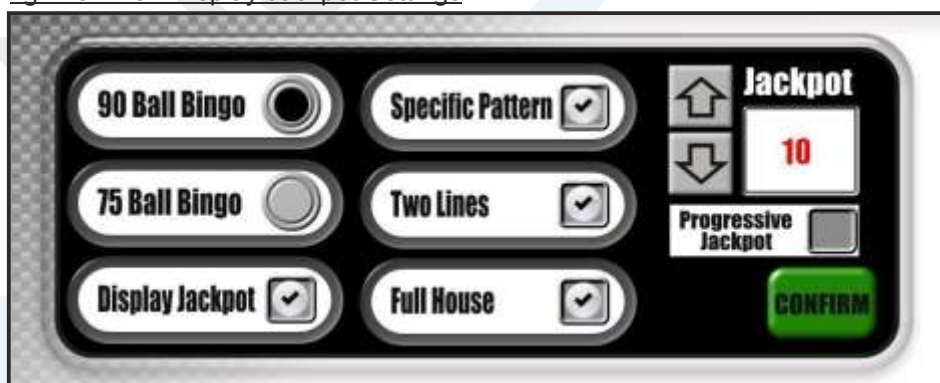 90 Ball Bingo
75 Ball Bingo
Display Jackpot
Specific Pattern
Two Lines
Full House
Jackpot
10
Progressive
Jackpot
CONFIRM